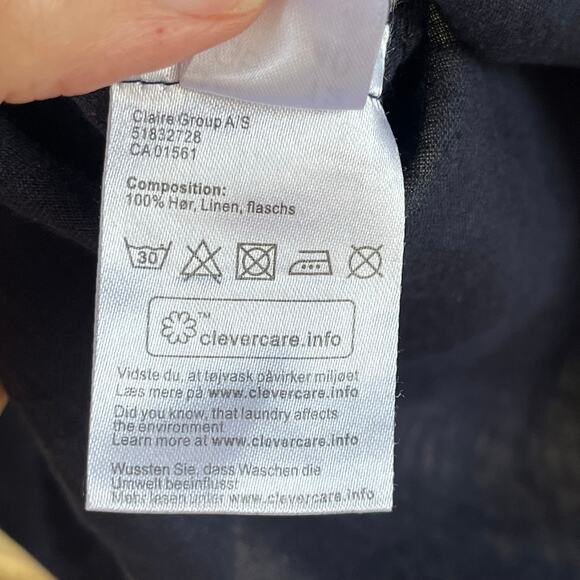 Claire Group A/S
51832728
CA01561
Composition:
100% Hør, Linen, flaschs
30
TM
clevercare.info
Vidste du, at tøjvask påvirker miljøet
Læs mere på www.clevercare.info
Did you know, that laundry affects
the environment
Learn more at www.clevercare.info
Wussten Sie, dass Waschen die
Umwelt beeinflusst
Mehr lesen unter www.clevercare.info